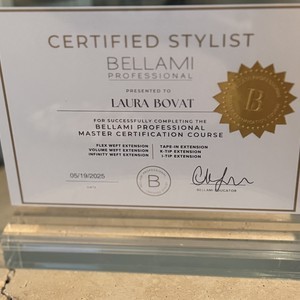 CERTIFIED STYLIST
BELLAMI
PROFESSIONAL
PRESENTED TO
LAURA BOVAT
FOR SUCCESSFULLY COMPLETING THE
BELLAMI PROFESSIONAL
MASTER CERTIFICATION COURSE
FLEX WEFT EXTENSION | TAPE-IN EXTENSION
VOLUME WEFT EXTENSION | K-TIP EXTENSION
INFINITY WEFT EXTENSION | I-TIP EXTENSION
05/19/2025
DATE
B
BELLAMI EDUCATOR
B